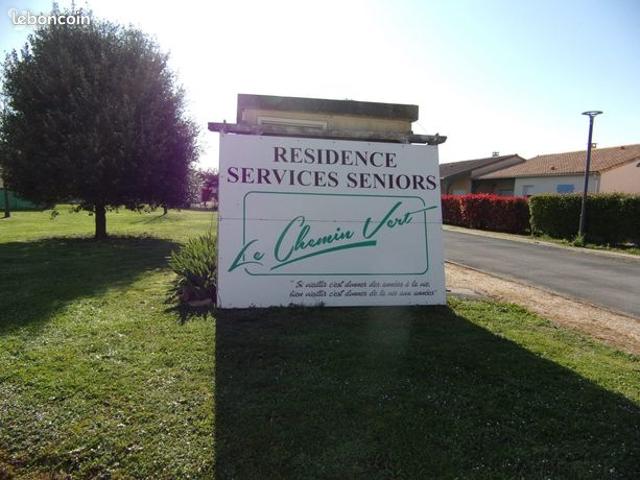 leboncoin
RESIDENCE
SERVICES SENIORS
Le Chemin Vert
" Si vieillir c'est donner des années à la vie,
bien vieillir c'est donner de la vie aux années"